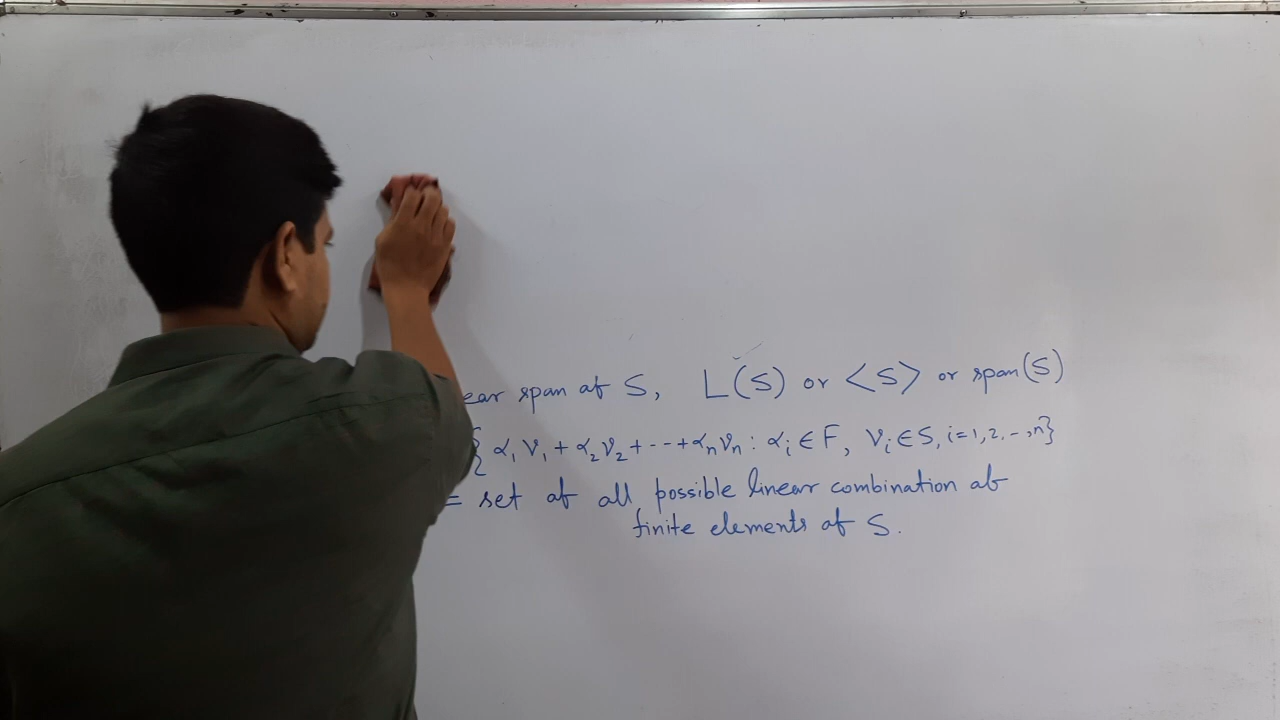 ear span of S, L(S) or <S> or span(S)
{ α₁v₁ + α₂v₂ + --- + αₙvₙ : αᵢ ∈ F, vᵢ ∈ S, i=1,2,--,n}
= set of all possible linear combination of
finite elements of S.